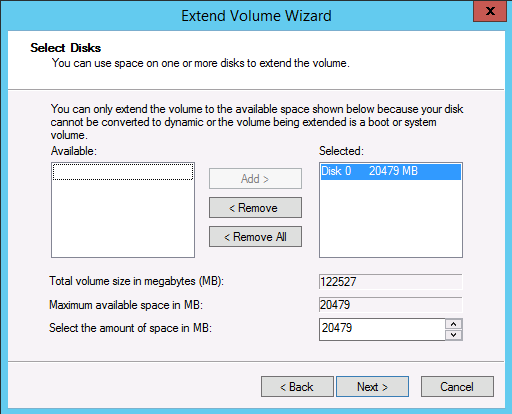 Extend Volume Wizard
X
Select Disks
You can use space on one or more disks to extend the volume.
You can only extend the volume to the available space shown below because your disk
cannot be converted to dynamic or the volume being extended is a boot or system
volume.
Available:
Selected:
Add >
Disk 0 20479 MB
< Remove
< Remove All
Total volume size in megabytes (MB):
122527
Maximum available space in MB:
20479
Select the amount of space in MB:
20479
< Back
Next >
Cancel